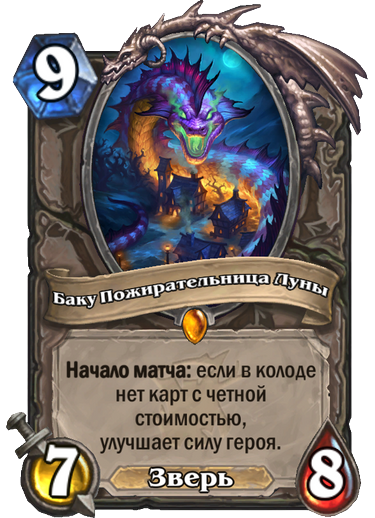 9
Баку Пожирательница Луны
Начало матча: если в колоде
нет карт с четной
стоимостью,
улучшает силу героя.
7
Зверь
8